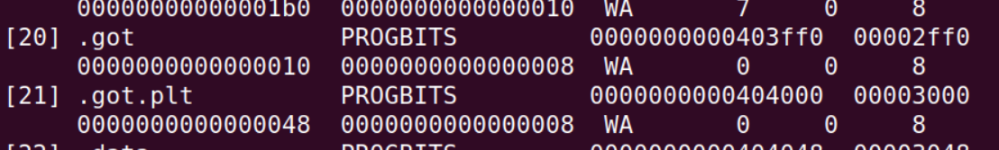 00000000000001b0 0000000000000010 WA 7 0 8
[20] .got PROGBITS 0000000000403ff0 00002ff0
0000000000000010 0000000000000008 WA 0 0 8
[21] .got.plt PROGBITS 0000000000404000 00003000
0000000000000048 0000000000000008 WA 0 0 8